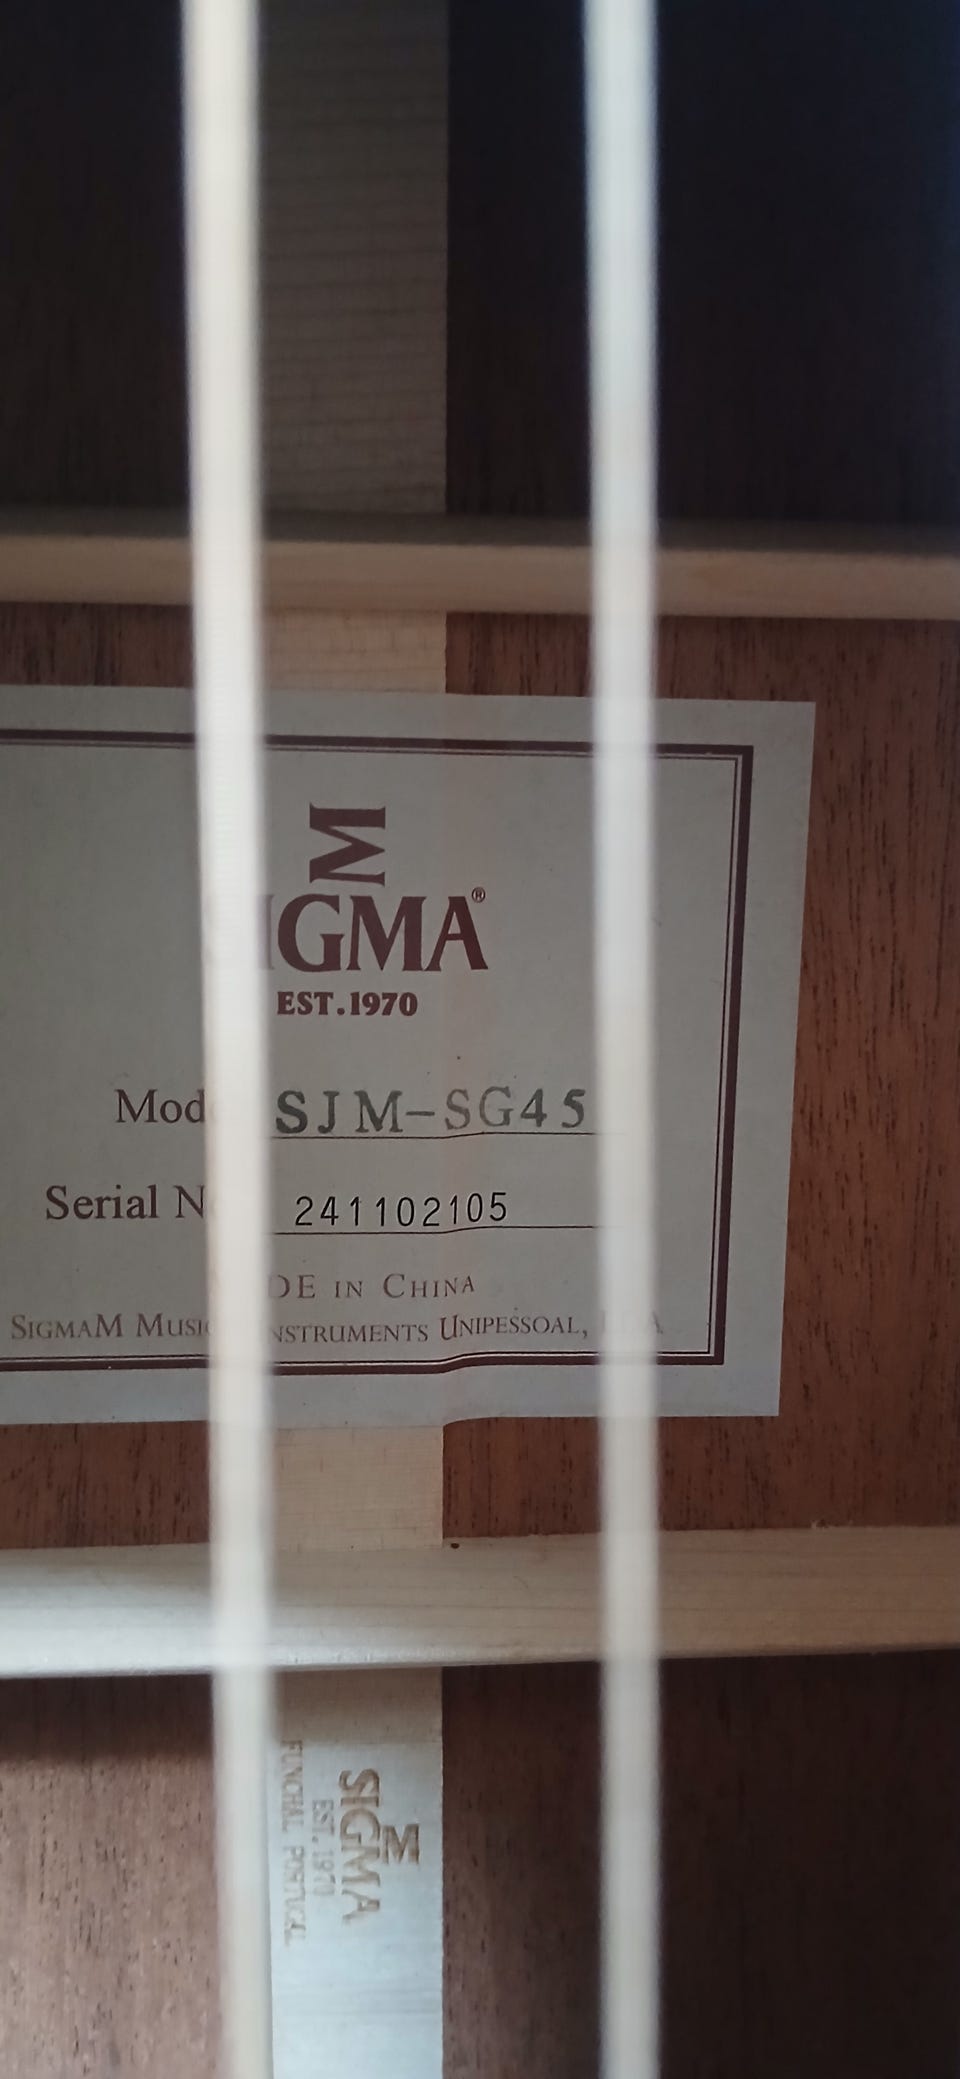 M
IGMA®
EST.1970
Mod SJM-SG45
Serial N 241102105
DE IN CHINA
SIGMAM MUSIC NSTRUMENTS UNIPESSOAL,
M
SIGMA
EST. 1970
FUNCHAL PORTUGAL